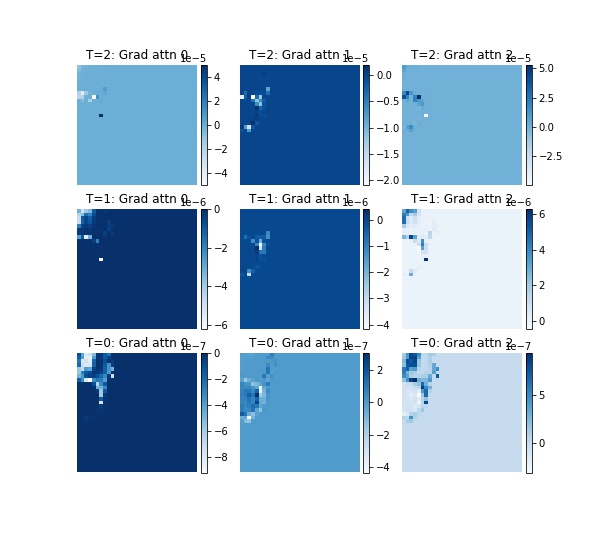 T=2: Grad attn 0
1e−5
4
2
0
−2
−4
T=2: Grad attn 1
1e−5
0.0
−0.5
−1.0
−1.5
−2.0
T=2: Grad attn 2
1e−5
5.0
2.5
0.0
−2.5
T=1: Grad attn 0
1e−6
0
−2
−4
−6
T=1: Grad attn 1
1e−6
0
−1
−2
−3
−4
T=1: Grad attn 2
1e−6
6
4
2
0
T=0: Grad attn 0
1e−7
0
−2
−4
−6
−8
T=0: Grad attn 1
1e−7
2
0
−2
−4
T=0: Grad attn 2
1e−7
5
0